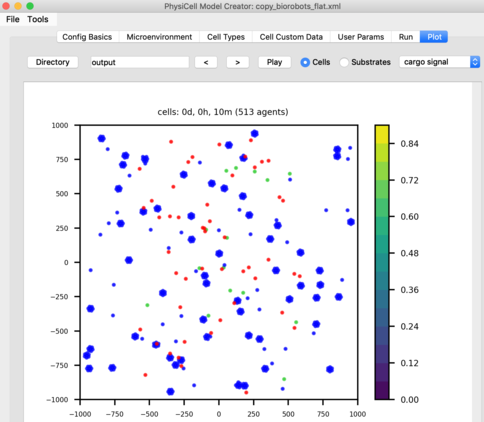 PhysiCell Model Creator: copy_biorobots_flat.xml
File Tools
Config Basics Microenvironment Cell Types Cell Custom Data User Params Run Plot
Directory output < > Play Cells Substrates cargo signal
cells: 0d, 0h, 10m (513 agents)
1000
750
500
250
0
−250
−500
−750
−1000
−1000 −750 −500 −250 0 250 500 750 1000
0.84
0.72
0.60
0.48
0.36
0.24
0.12
0.00